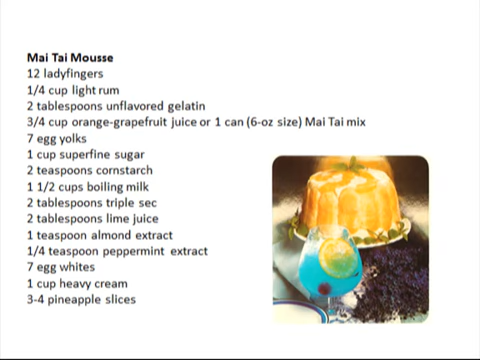 Mai Tai Mousse
12 ladyfingers
1/4 cup light rum
2 tablespoons unflavored gelatin
3/4 cup orange-grapefruit juice or 1 can (6-oz size) Mai Tai mix
7 egg yolks
1 cup superfine sugar
2 teaspoons cornstarch
1 1/2 cups boiling milk
2 tablespoons triple sec
2 tablespoons lime juice
1 teaspoon almond extract
1/4 teaspoon peppermint extract
7 egg whites
1 cup heavy cream
3-4 pineapple slices